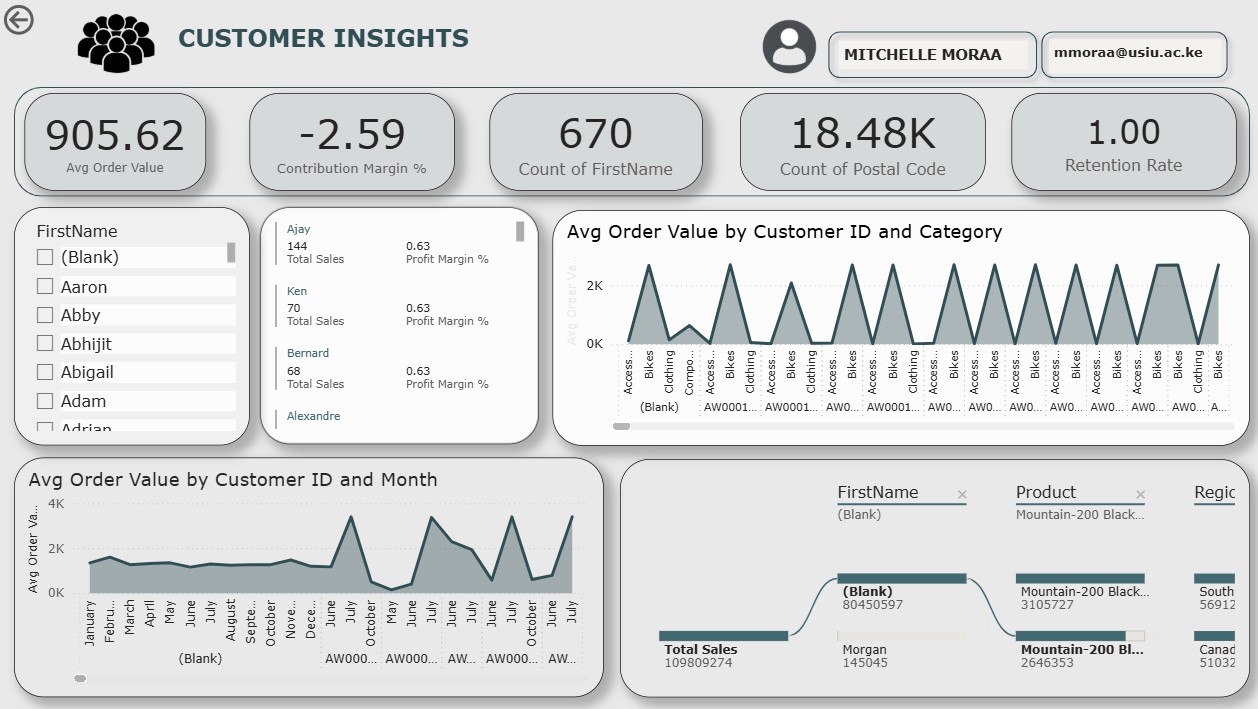 CUSTOMER INSIGHTS
MITCHELLE MORAA
mmoraa@usiu.ac.ke
905.62
Avg Order Value
-2.59
Contribution Margin %
670
Count of FirstName
18.48K
Count of Postal Code
1.00
Retention Rate
FirstName
(Blank)
Aaron
Abby
Abhijit
Abigail
Adam
Adrian
Ajay
144 0.63
Total Sales Profit Margin %
Ken
70 0.63
Total Sales Profit Margin %
Bernard
68 0.63
Total Sales Profit Margin %
Alexandre
Avg Order Value by Customer ID and Category
Avg Order Va...
2K
0K
Access... Bikes Clothing Compo... Access... Bikes Clothing Access... Bikes Clothing Access... Bikes Access... Bikes Clothing Access... Bikes Access... Bikes Access... Bikes Access... Bikes Access... Bikes Clothing Bikes
(Blank) AW0001... AW0001... AW0... AW0001... AW0... AW0... AW0... AW0... AW0... AW0... A...
Avg Order Value by Customer ID and Month
Avg Order Va...
4K
2K
0K
January Febru... March April May June July August Septe... October Nove... Dece... June July October May June July June July June July October June July
(Blank) AW000... AW000... AW... AW000... AW...
FirstName Product Regic
(Blank) Mountain-200 Black...
(Blank) Mountain-200 Black... South
80450597 3105727 56912
Total Sales Morgan Mountain-200 Bl... Canad
109809274 145045 2646353 51032